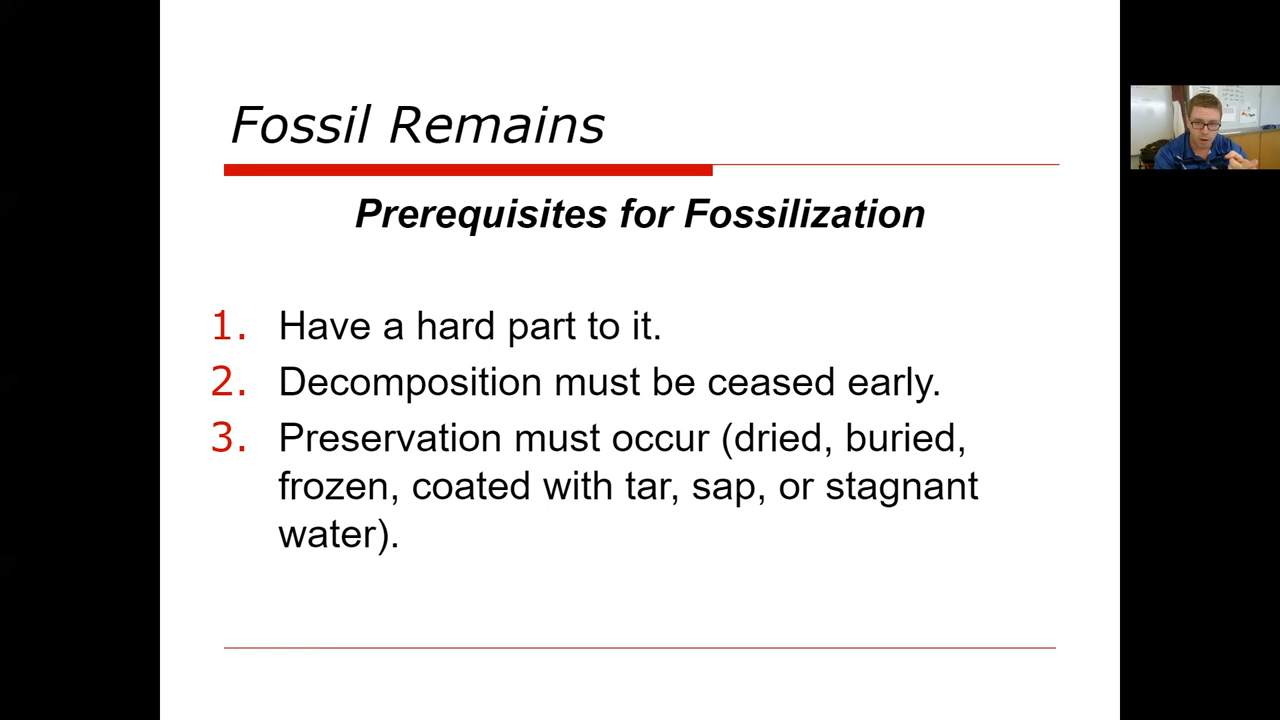 Fossil Remains
Prerequisites for Fossilization
1. Have a hard part to it.
2. Decomposition must be ceased early.
3. Preservation must occur (dried, buried,
frozen, coated with tar, sap, or stagnant
water).